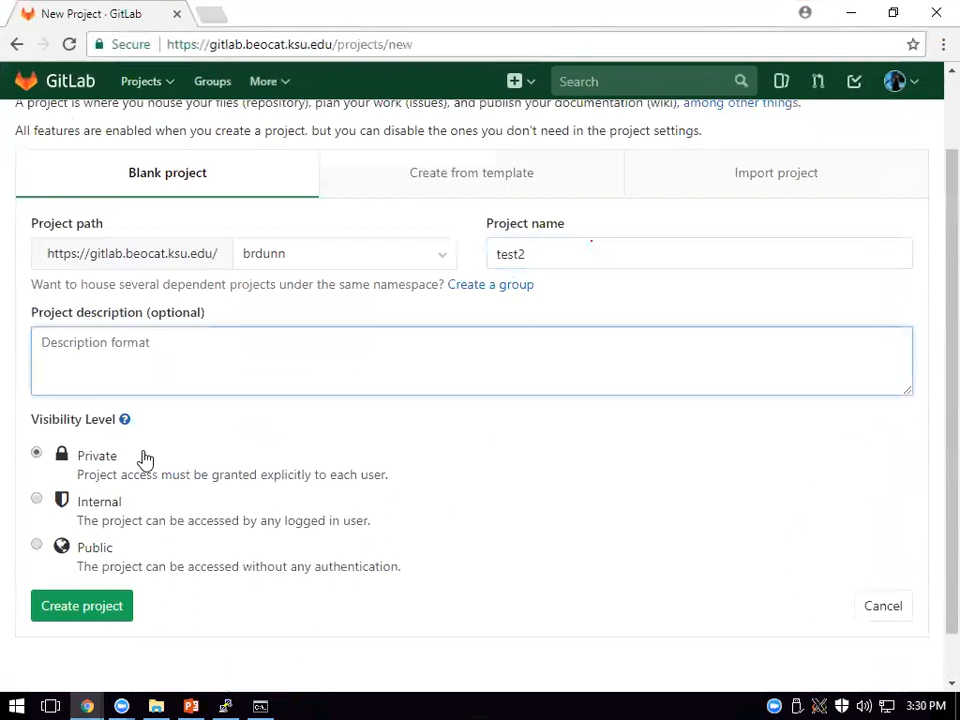 New Project · GitLab
Secure https://gitlab.beocat.ksu.edu/projects/new
GitLab Projects Groups More Search
A project is where you house your files (repository), plan your work (issues), and publish your documentation (wiki), among other things.
All features are enabled when you create a project, but you can disable the ones you don't need in the project settings.
Blank project Create from template Import project
Project path Project name
https://gitlab.beocat.ksu.edu/ brdunn test2
Want to house several dependent projects under the same namespace? Create a group
Project description (optional)
Description format
Visibility Level
Private
Project access must be granted explicitly to each user.
Internal
The project can be accessed by any logged in user.
Public
The project can be accessed without any authentication.
Create project Cancel
3:30 PM